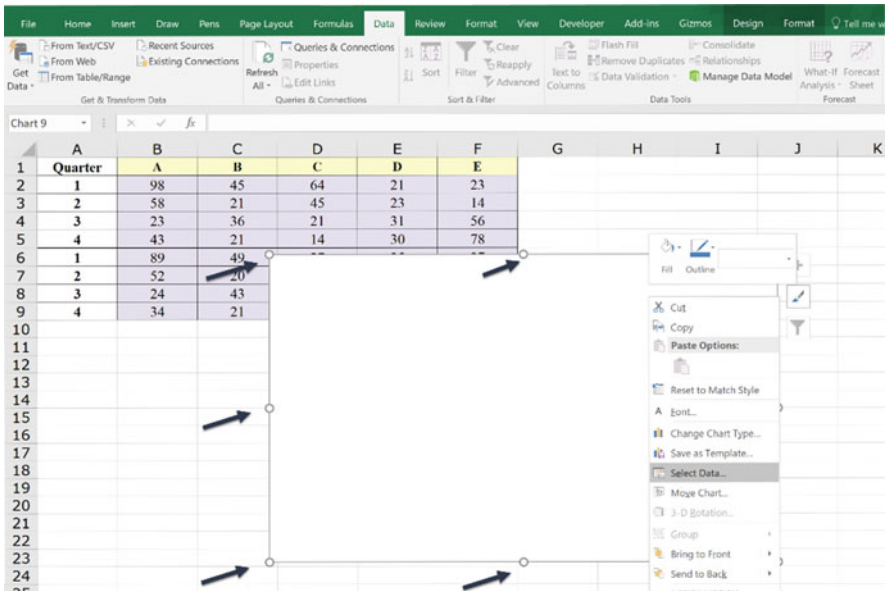 File Home Insert Draw Pens Page Layout Formulas Data Review Format View Developer Add-ins Gizmos Design Format Tell me w
From Text/CSV Recent Sources Queries & Connections Clear Flash Fill Consolidate
From Web Existing Connections Properties Reapply Remove Duplicates Relationships
From Table/Range Edit Links Advanced Data Validation Manage Data Model
Get Data Refresh All Sort Filter Text to Columns What-If Analysis Forecast Sheet
Get & Transform Data Queries & Connections Sort & Filter Data Tools Forecast
Chart 9 fx
A B C D E F G H I J K
1 Quarter A B C D E
2 1 98 45 64 21 23
3 2 58 21 45 23 14
4 3 23 36 21 31 56
5 4 43 21 14 30 78
6 1 89 49
7 2 52 20
8 3 24 43
9 4 34 21
10
11
12
13
14
15
16
17
18
19
20
21
22
23
24
Fill Outline
Cut
Copy
Paste Options:
Reset to Match Style
A Font...
Change Chart Type...
Save as Template...
Select Data...
Move Chart...
3-D Rotation...
Group
Bring to Front
Send to Back